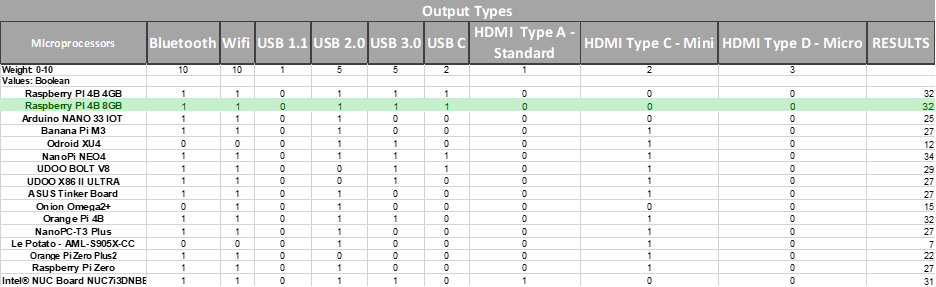 Output Types
Microprocessors Bluetooth Wifi USB 1.1 USB 2.0 USB 3.0 USB C HDMI Type A - Standard HDMI Type C - Mini HDMI Type D - Micro RESULTS
Weight: 0-10 10 10 1 5 5 2 1 2 3
Values: Boolean
Raspberry PI 4B 4GB 1 1 0 1 1 1 0 0 0 32
Raspberry PI 4B 8GB 1 1 0 1 1 1 0 0 0 32
Arduino NANO 33 IOT 1 1 0 1 0 0 0 0 0 25
Banana Pi M3 1 1 0 1 0 0 0 1 0 27
Odroid XU4 0 0 0 1 1 0 0 1 0 12
NanoPi NEO4 1 1 0 1 1 1 0 1 0 34
UDOO BOLT V8 1 1 0 0 1 1 0 1 0 29
UDOO X86 II ULTRA 1 1 0 0 1 0 0 1 0 27
ASUS Tinker Board 1 1 0 1 0 0 0 1 0 27
Onion Omega2+ 0 1 0 1 0 0 0 0 0 15
Orange Pi 4B 1 1 0 1 1 0 0 1 0 32
NanoPC-T3 Plus 1 1 0 1 0 0 0 1 0 27
Le Potato - AML-S905X-CC 0 0 0 1 0 0 0 1 0 7
Orange Pi Zero Plus2 1 1 0 0 0 0 0 1 0 22
Raspberry Pi Zero 1 1 0 1 0 0 0 1 0 27
Intel® NUC Board NUC7i3DNBE 1 1 0 1 1 0 1 0 0 31